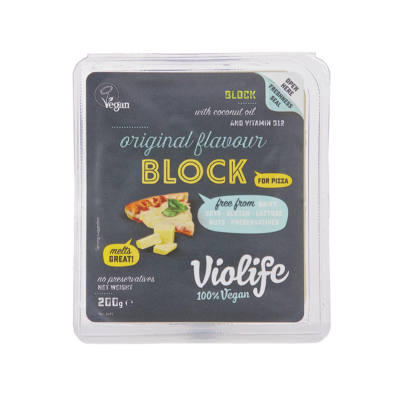 Vegan
BLOCK
with coconut oil
AND VITAMIN B12
OPEN
HERE
FRESHNESS
SEAL
original flavour
BLOCK
FOR PIZZA
free from DAIRY
SOYA · GLUTEN · LACTOSE
NUTS · PRESERVATIVES
melts
GREAT!
no preservatives
NET WEIGHT
200g e
Violife
100% Vegan